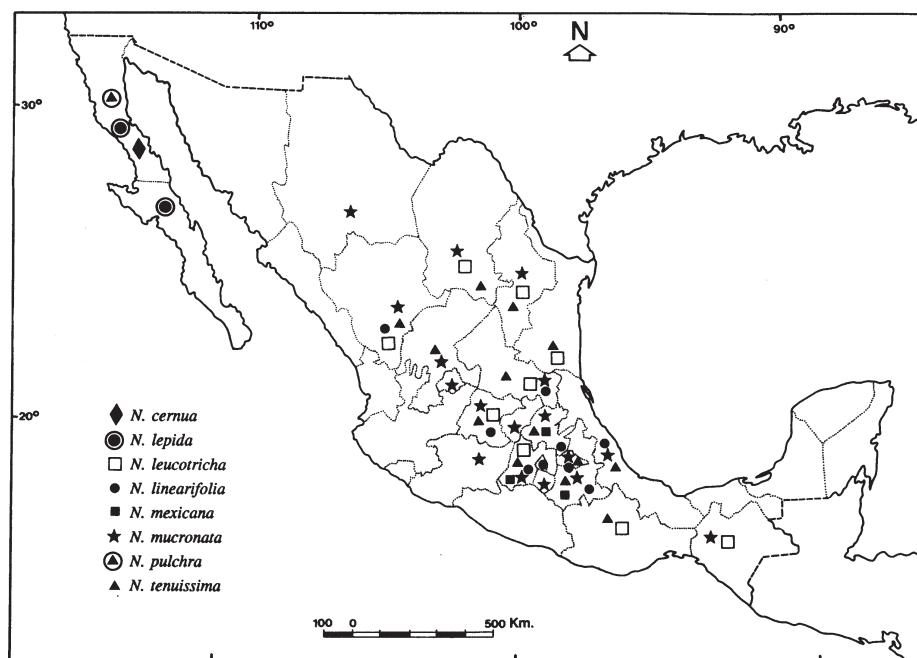 110°
100°
90°
N
30°
20°
N. cernua
N. lepida
N. leucotricha
N. linearifolia
N. mexicana
N. mucronata
N. pulchra
N. tenuissima
100 0 500 Km.